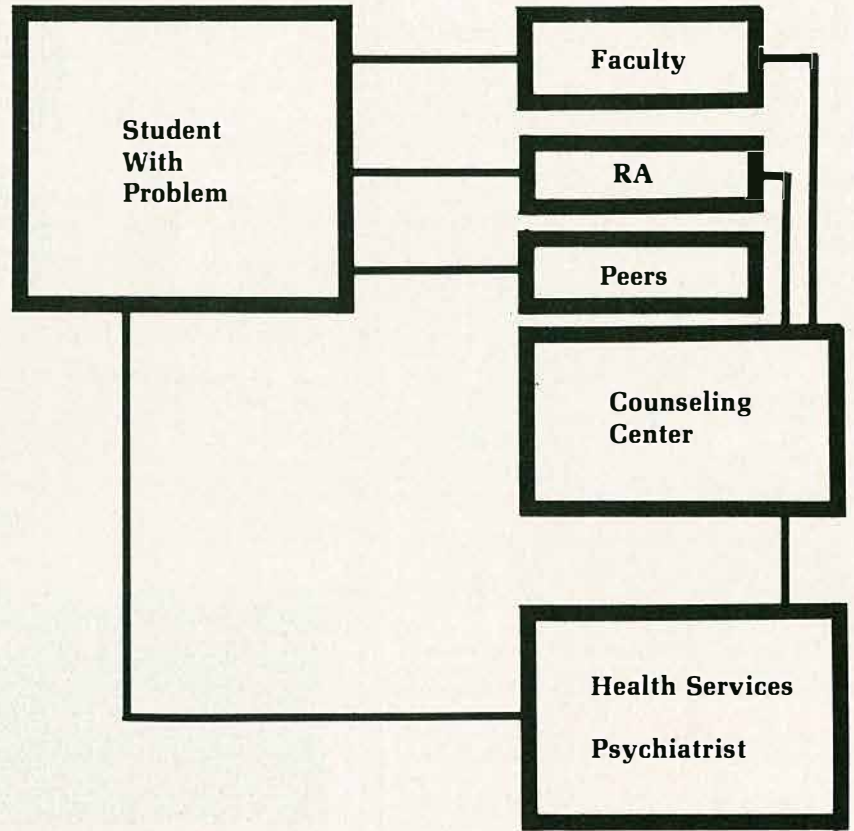 Student
With
Problem
Faculty
RA
Peers
Counseling
Center
Health Services
Psychiatrist